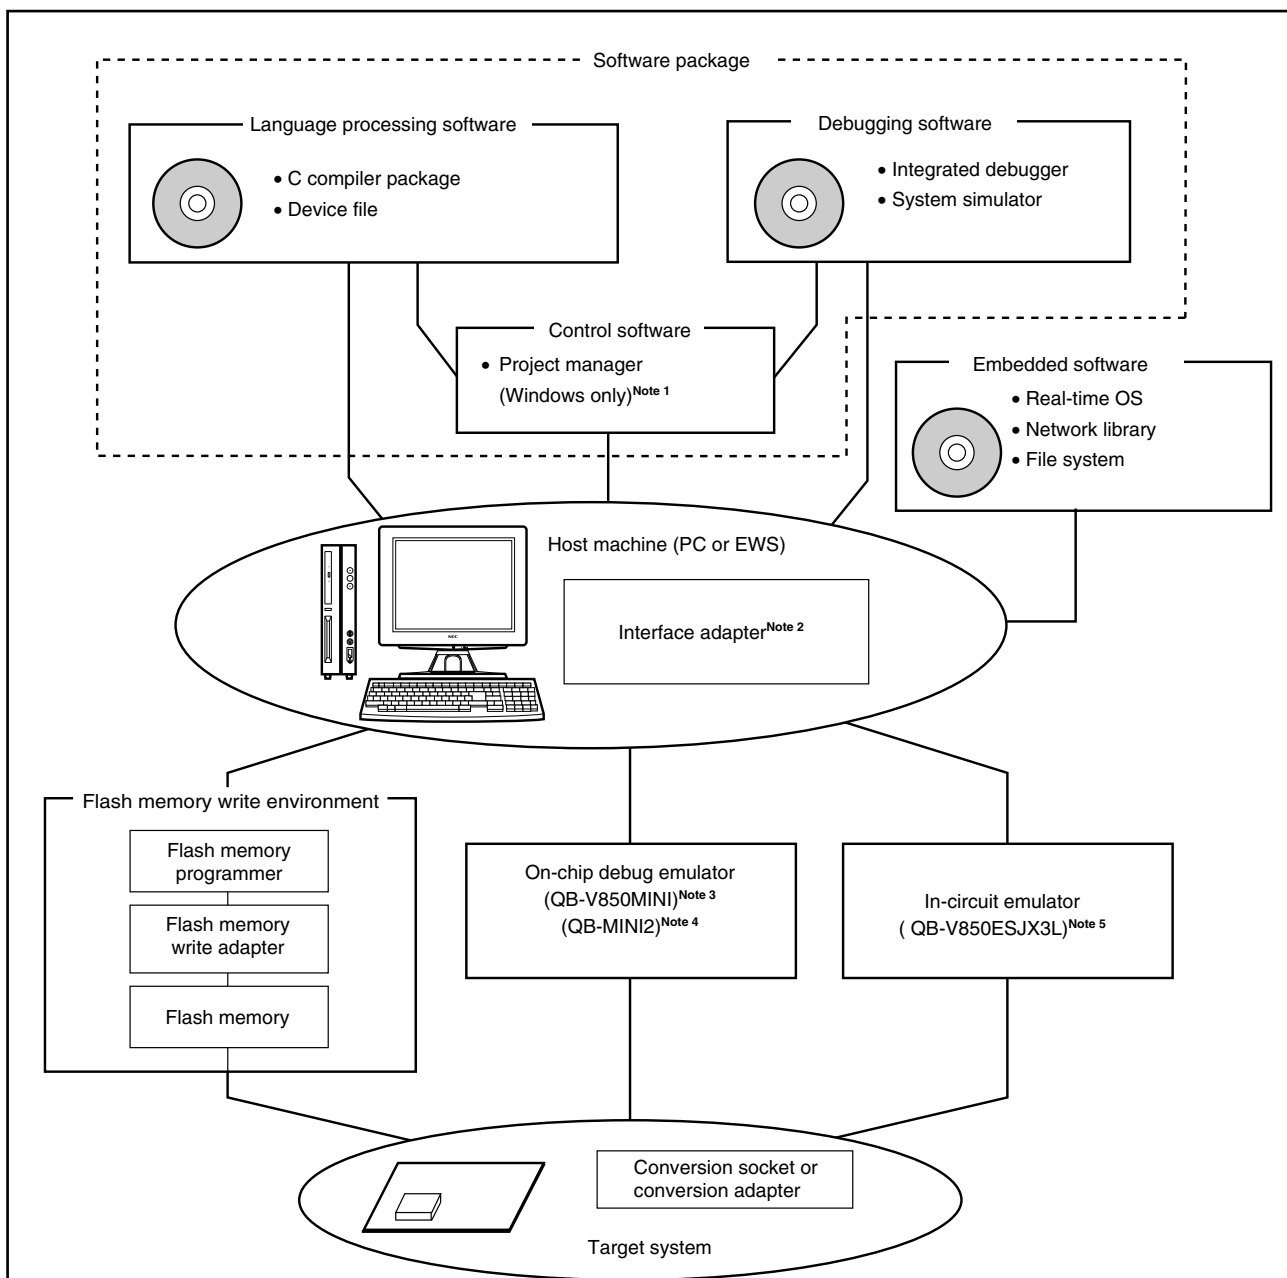 Software package
Language processing software
• C compiler package
• Device file
Debugging software
• Integrated debugger
• System simulator
Control software
• Project manager
(Windows only)Note 1
Embedded software
• Real-time OS
• Network library
• File system
Host machine (PC or EWS)
NEC
Interface adapterNote 2
Flash memory write environment
Flash memory
programmer
Flash memory
write adapter
Flash memory
On-chip debug emulator
(QB-V850MINI)Note 3
(QB-MINI2)Note 4
In-circuit emulator
( QB-V850ESJX3L)Note 5
Conversion socket or
conversion adapter
Target system